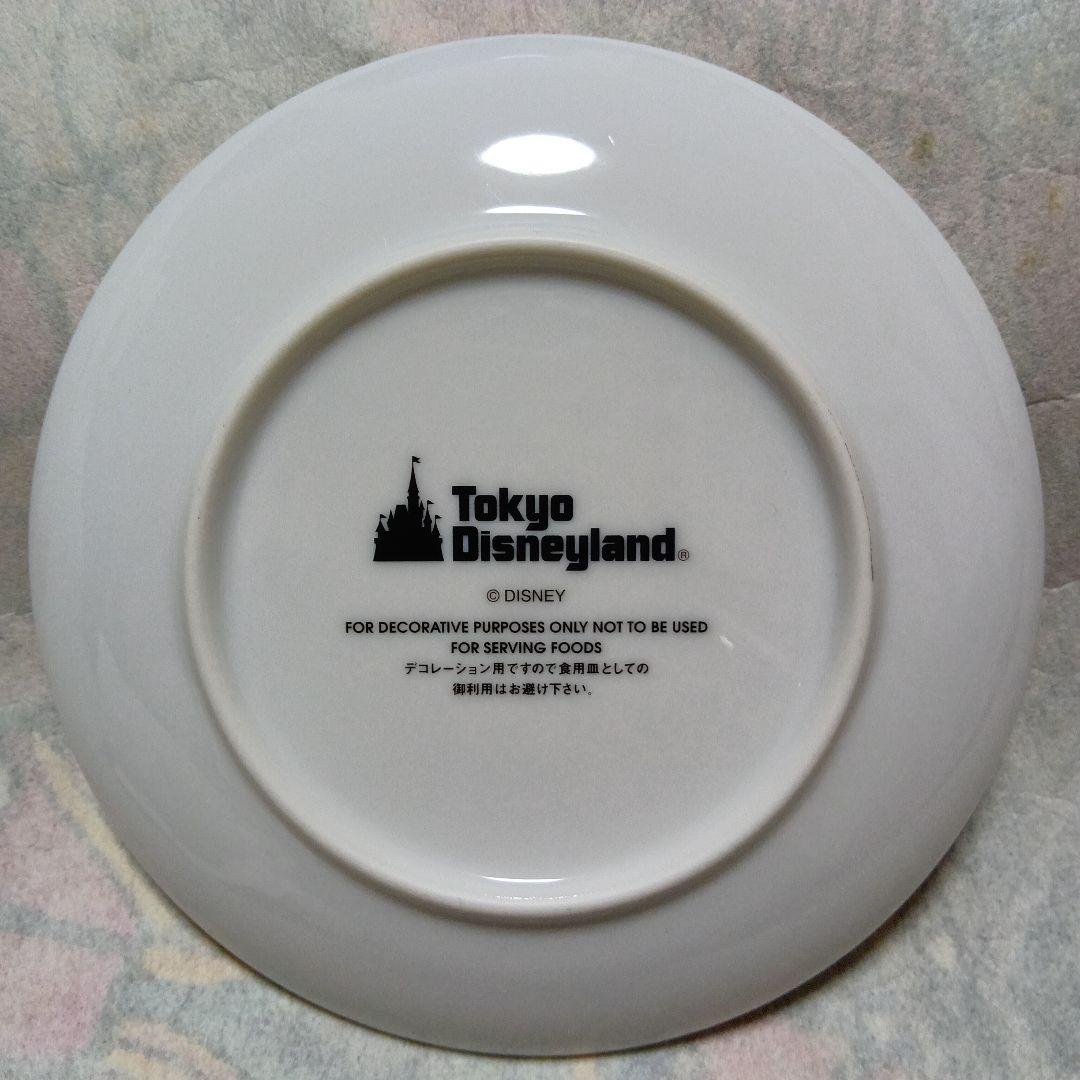 Tokyo
Disneyland®
© DISNEY
FOR DECORATIVE PURPOSES ONLY NOT TO BE USED
FOR SERVING FOODS
デコレーション用ですので食用皿としての
御利用はお避け下さい。